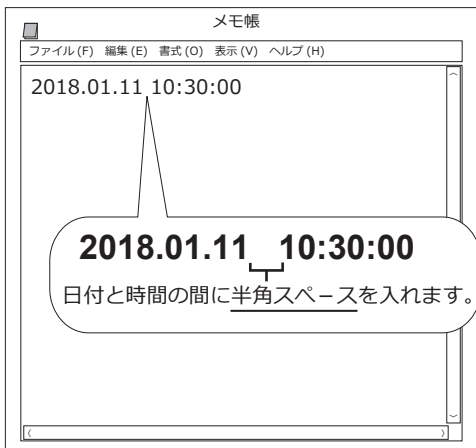 メモ帳
ファイル (F) 編集 (E) 書式 (O) 表示 (V) ヘルプ (H)
2018.01.11 10:30:00
2018.01.11 10:30:00
日付と時間の間に半角スペースを入れます。